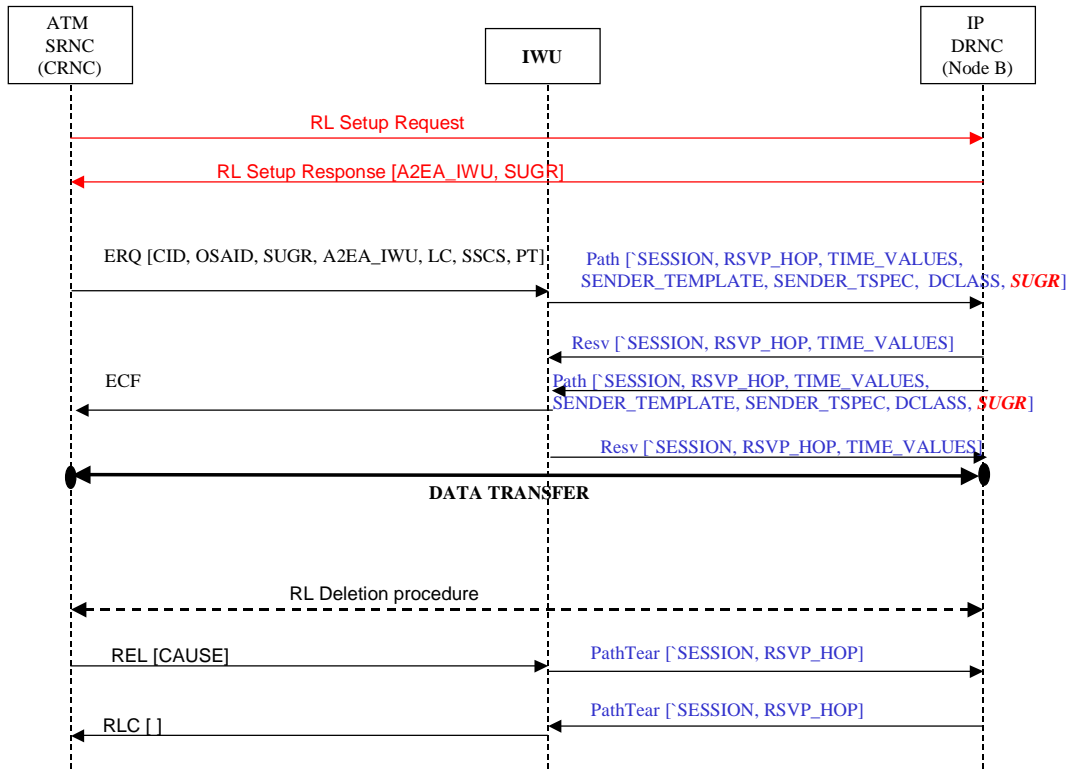 ATM
SRNC
(CRNC)
IWU
IP
DRNC
(Node B)
RL Setup Request
RL Setup Response [A2EA_IWU, SUGR]
ERQ [CID, OSAID, SUGR, A2EA_IWU, LC, SSCS, PT]
Path [`SESSION, RSVP_HOP, TIME_VALUES,
SENDER_TEMPLATE, SENDER_TSPEC, DCLASS, SUGR]
Resv [`SESSION, RSVP_HOP, TIME_VALUES]
ECF
Path [`SESSION, RSVP_HOP, TIME_VALUES,
SENDER_TEMPLATE, SENDER_TSPEC, DCLASS, SUGR]
Resv [`SESSION, RSVP_HOP, TIME_VALUES]
DATA TRANSFER
RL Deletion procedure
REL [CAUSE]
PathTear [`SESSION, RSVP_HOP]
PathTear [`SESSION, RSVP_HOP]
RLC [ ]